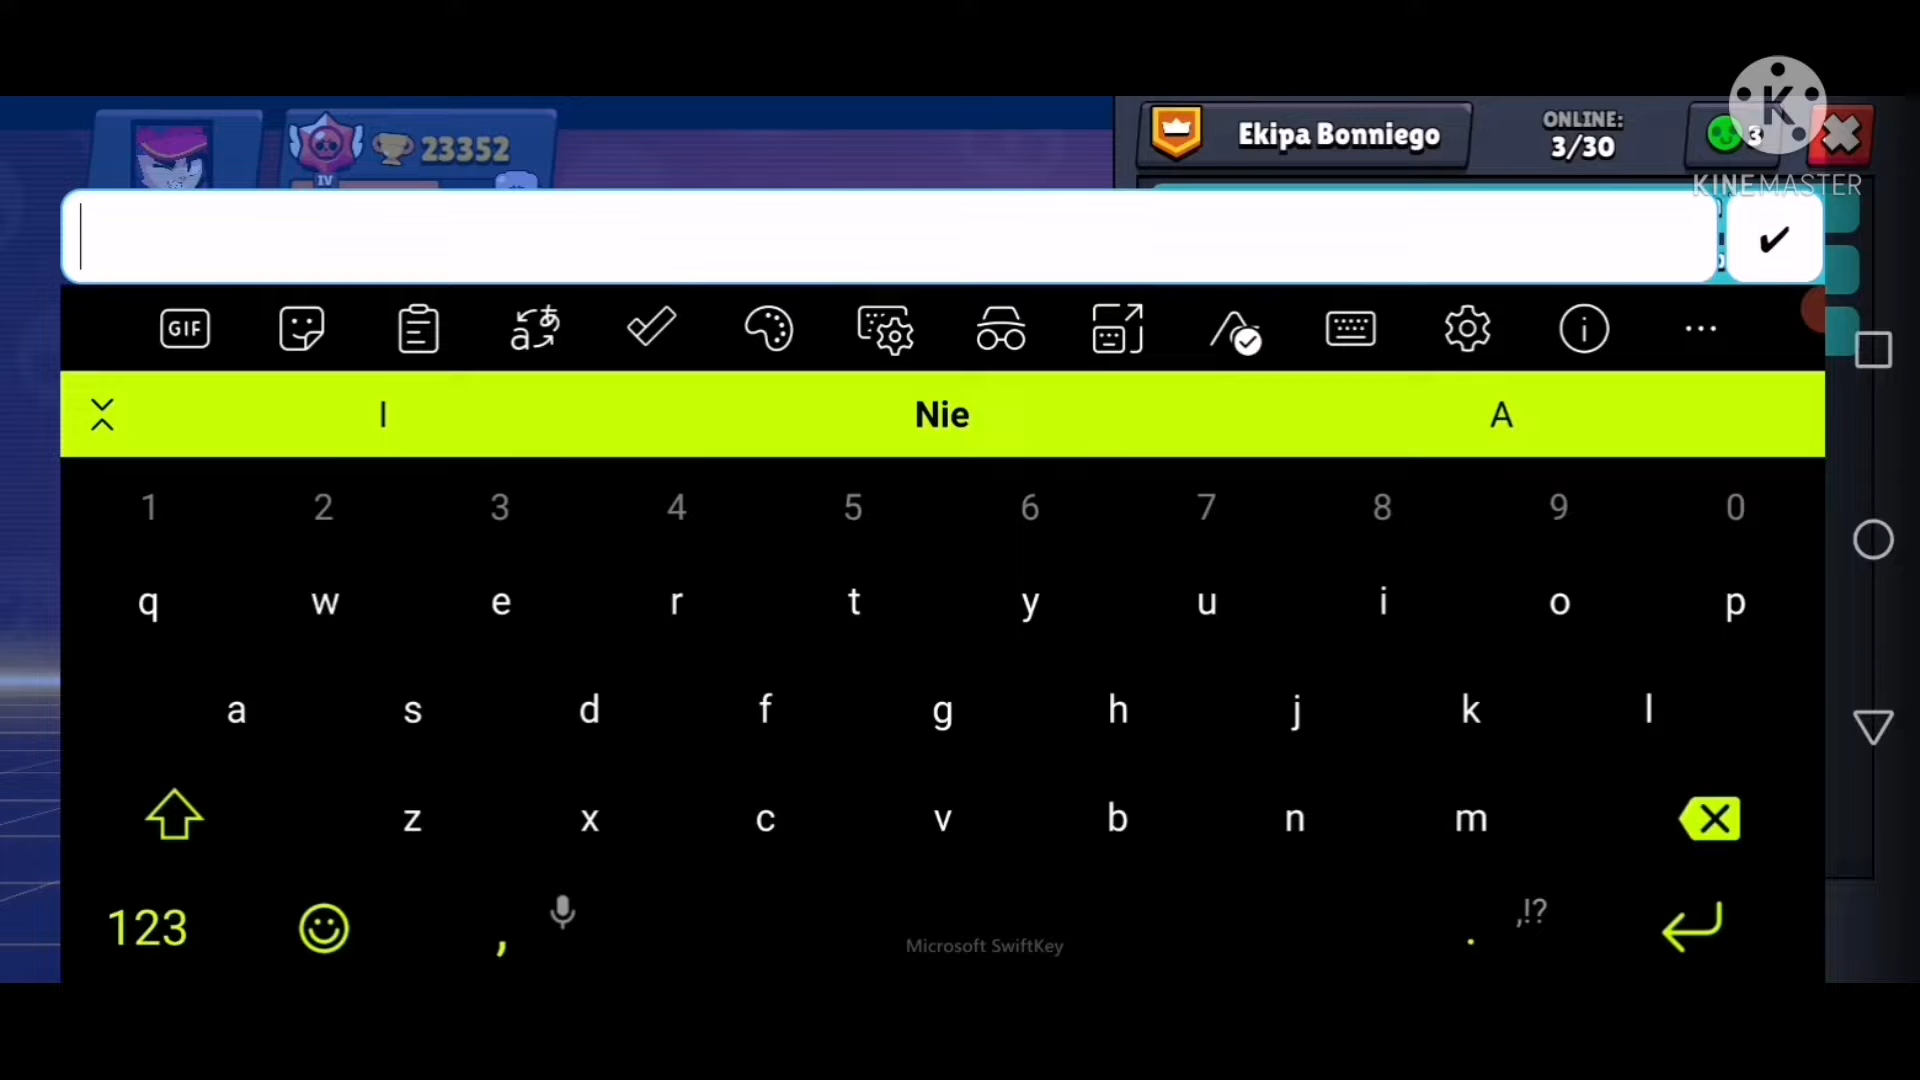 23352
IV
Ekipa Bonniego
ONLINE:
3/30
3
K
KINEMASTER
✔
GIF
I
Nie
A
1 2 3 4 5 6 7 8 9 0
q w e r t y u i o p
a s d f g h j k l
z x c v b n m
123
,
Microsoft SwiftKey
,!?
.